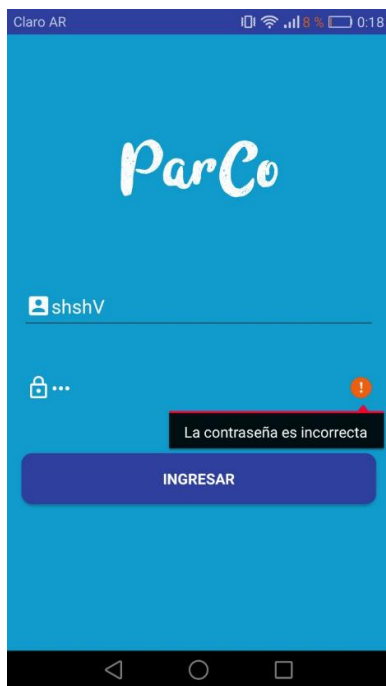 Claro AR 8 % 0:18
ParCo
shshV
•••
La contraseña es incorrecta
INGRESAR